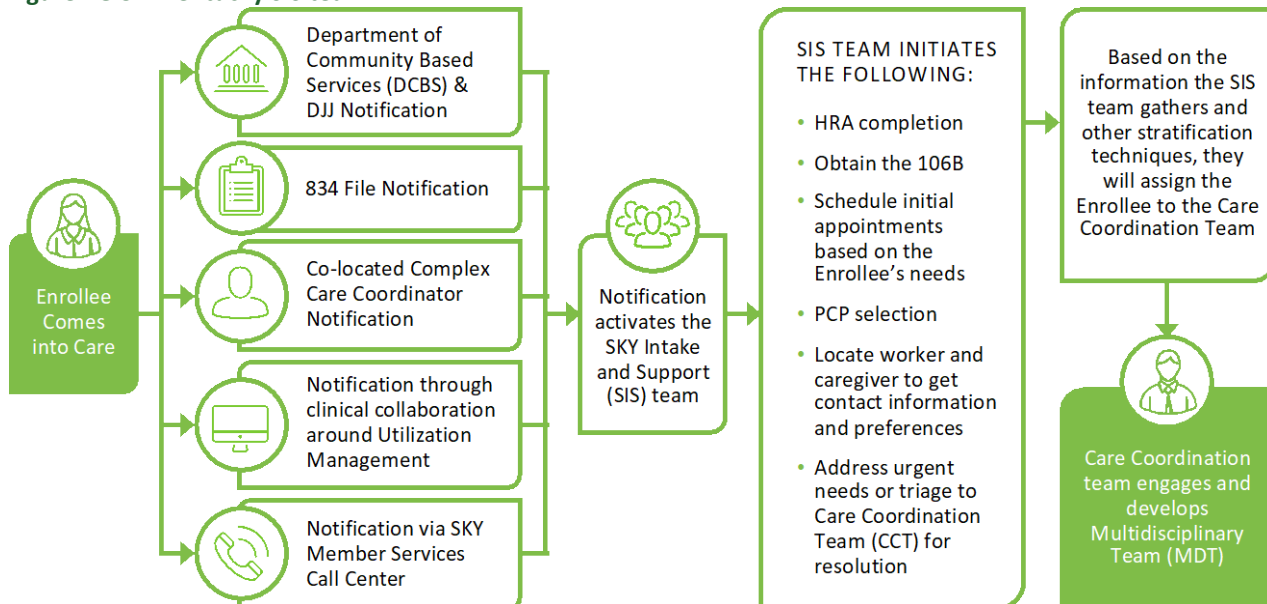 Enrollee
Comes
into Care
Department of
Community Based
Services (DCBS) &
DJJ Notification
834 File Notification
Co-located Complex
Care Coordinator
Notification
Notification through
clinical collaboration
around Utilization
Management
Notification via SKY
Member Services
Call Center
Notification
activates the
SKY Intake
and Support
(SIS) team
SIS TEAM INITIATES
THE FOLLOWING:
• HRA completion
• Obtain the 106B
• Schedule initial
appointments
based on the
Enrollee's needs
• PCP selection
• Locate worker and
caregiver to get
contact information
and preferences
• Address urgent
needs or triage to
Care Coordination
Team (CCT) for
resolution
Based on the
information the SIS
team gathers and
other stratification
techniques, they
will assign the
Enrollee to the Care
Coordination Team
Care Coordination
team engages and
develops
Multidisciplinary
Team (MDT)